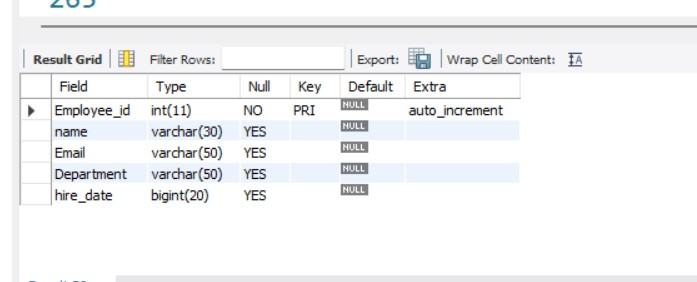 265
Result Grid Filter Rows: Export: Wrap Cell Content: IA
Field Type Null Key Default Extra
Employee_id int(11) NO PRI NULL auto_increment
name varchar(30) YES NULL
Email varchar(50) YES NULL
Department varchar(50) YES NULL
hire_date bigint(20) YES NULL